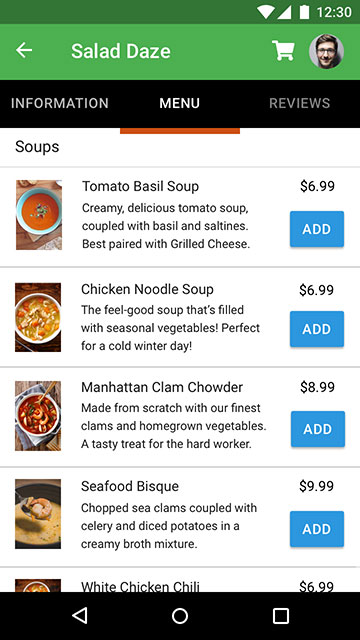 12:30
Salad Daze
INFORMATION MENU REVIEWS
Soups
Tomato Basil Soup $6.99
Creamy, delicious tomato soup,
coupled with basil and saltines.
Best paired with Grilled Cheese.
ADD
Chicken Noodle Soup $6.99
The feel-good soup that's filled
with seasonal vegetables! Perfect
for a cold winter day!
ADD
Manhattan Clam Chowder $8.99
Made from scratch with our finest
clams and homegrown vegetables.
A tasty treat for the hard worker.
ADD
Seafood Bisque $9.99
Chopped sea clams coupled with
celery and diced potatoes in a
creamy broth mixture.
ADD
White Chicken Chili $6.99